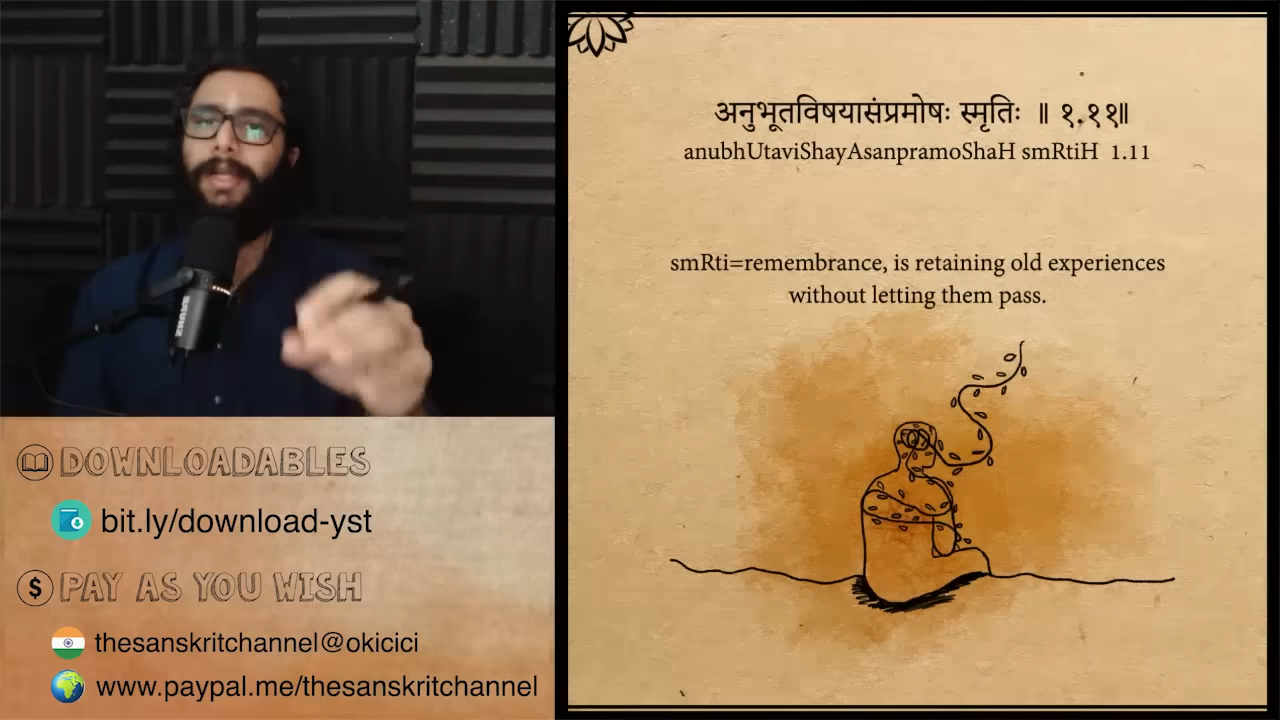 अनुभूतविषयासंप्रमोषः स्मृतिः ॥ १.११॥
anubhUtaviShayAsanpramoShaH smRtiH 1.11
smRti=remembrance, is retaining old experiences
without letting them pass.
DOWNLOADABLES
bit.ly/download-yst
$ PAY AS YOU WISH
thesanskritchannel@okicici
www.paypal.me/thesanskritchannel